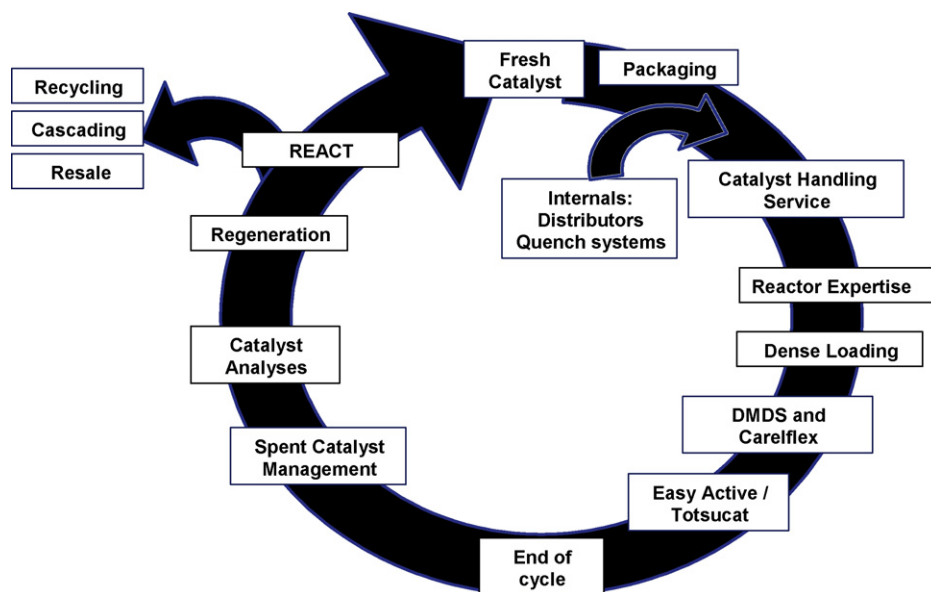 Fresh
Catalyst
Packaging
Internals:
Distributors
Quench systems
Catalyst Handling
Service
Reactor Expertise
Dense Loading
DMDS and
Carelflex
Easy Active /
Totsucat
End of
cycle
Spent Catalyst
Management
Catalyst
Analyses
Regeneration
REACT
Recycling
Cascading
Resale